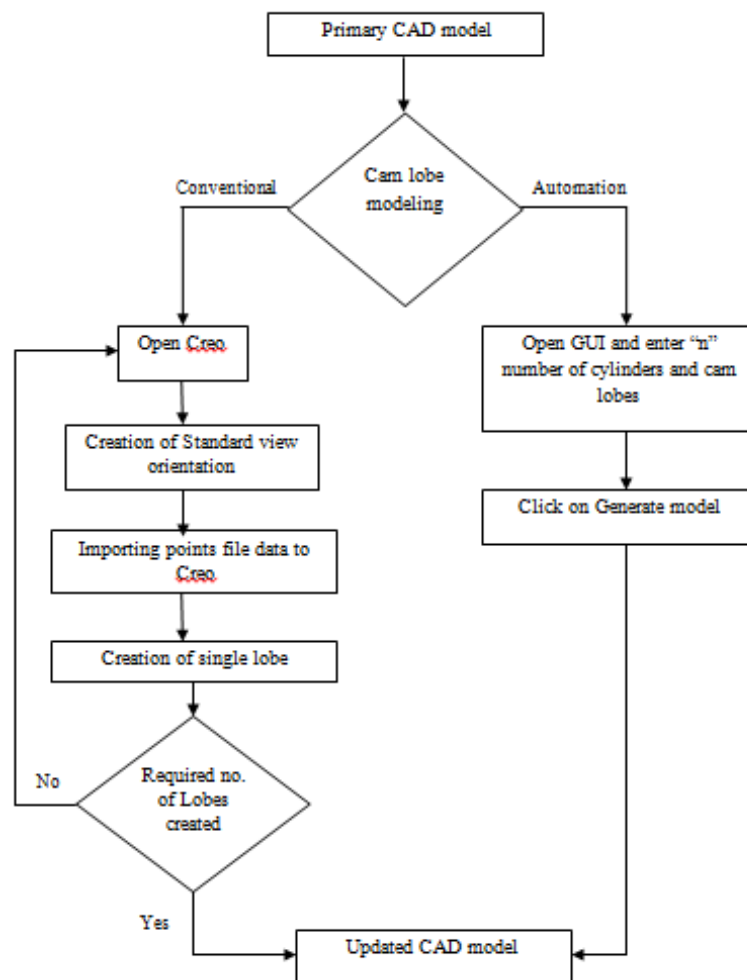 Primary CAD model
Cam lobe
modeling
Conventional
Automation
Open Creo
Open GUI and enter “n”
number of cylinders and cam
lobes
Creation of Standard view
orientation
Click on Generate model
Importing points file data to
Creo
Creation of single lobe
Required no.
of Lobes
created
No
Yes
Updated CAD model